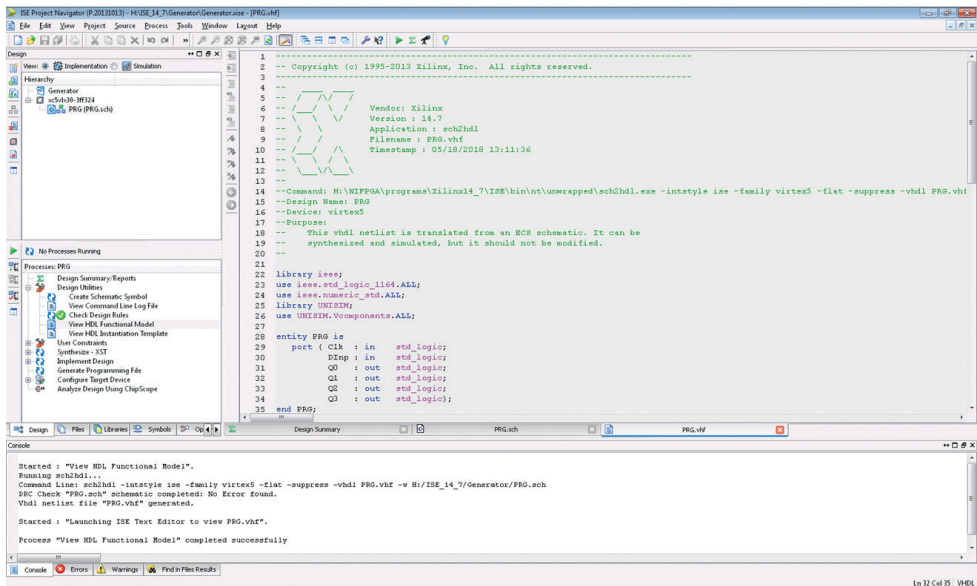 ISE Project Navigator (P.20131013) - H:\ISE_14_7\Generator\Generator.xise - [PRG.vhf]
File Edit View Project Source Process Tools Window Layout Help
Design
View: Implementation Simulation
Hierarchy
Generator
xc5vlx30-3ff324
PRG (PRG.sch)
No Processes Running
Processes: PRG
Design Summary/Reports
Design Utilities
Create Schematic Symbol
View Command Line Log File
Check Design Rules
View HDL Functional Model
View HDL Instantiation Template
User Constraints
Synthesize - XST
Implement Design
Generate Programming File
Configure Target Device
Analyze Design Using ChipScope
Design Files Libraries Symbols Op
1 --------------------------------------------------------------------------------
2 -- Copyright (c) 1995-2013 Xilinx, Inc. All rights reserved.
3 --------------------------------------------------------------------------------
4 -- ____ ____
5 -- / /\/ /
6 -- /___/ \ / Vendor: Xilinx
7 -- \ \ \/ Version : 14.7
8 -- \ \ Application : sch2hdl
9 -- / / Filename : PRG.vhf
10 -- /___/ /\ Timestamp : 05/18/2018 13:11:36
11 -- \ \ / \
12 -- \___\/\___\
13 --
14 --Command: H:\NIFPGA\programs\Xilinx14_7\ISE\bin\nt\unwrapped\sch2hdl.exe -intstyle ise -family virtex5 -flat -suppress -vhdl PRG.vhf
15 --Design Name: PRG
16 --Device: virtex5
17 --Purpose:
18 -- This vhdl netlist is translated from an ECS schematic. It can be
19 -- synthesized and simulated, but it should not be modified.
20 --
21
22 library ieee;
23 use ieee.std_logic_1164.ALL;
24 use ieee.numeric_std.ALL;
25 library UNISIM;
26 use UNISIM.Vcomponents.ALL;
27
28 entity PRG is
29 port ( Clk : in std_logic;
30 DInp : in std_logic;
31 Q0 : out std_logic;
32 Q1 : out std_logic;
33 Q2 : out std_logic;
34 Q3 : out std_logic);
35 end PRG;
Design Summary PRG.sch PRG.vhf
Console
Started : "View HDL Functional Model".
Running sch2hdl...
Command Line: sch2hdl -intstyle ise -family virtex5 -flat -suppress -vhdl PRG.vhf -w H:/ISE_14_7/Generator/PRG.sch
DRC Check "PRG.sch" schematic completed: No Error found.
Vhdl netlist file "PRG.vhf" generated.
Started : "Launching ISE Text Editor to view PRG.vhf".
Process "View HDL Functional Model" completed successfully
Console Errors Warnings Find in Files Results
Ln 32 Col 35 VHDL